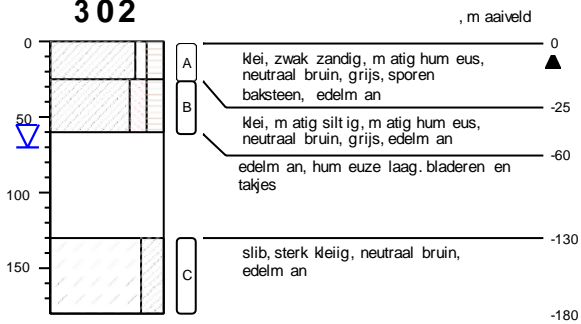 302
, maaiveld
0
0
A
klei, zwak zandig, matig humeus,
neutraal bruin, grijs, sporen
baksteen, edelman
-25
B
50
klei, matig siltig, matig humeus,
neutraal bruin, grijs, edelman
-60
edelman, humeuze laag. bladeren en
takjes
100
-130
slib, sterk kleiig, neutraal bruin,
edelman
150
C
-180